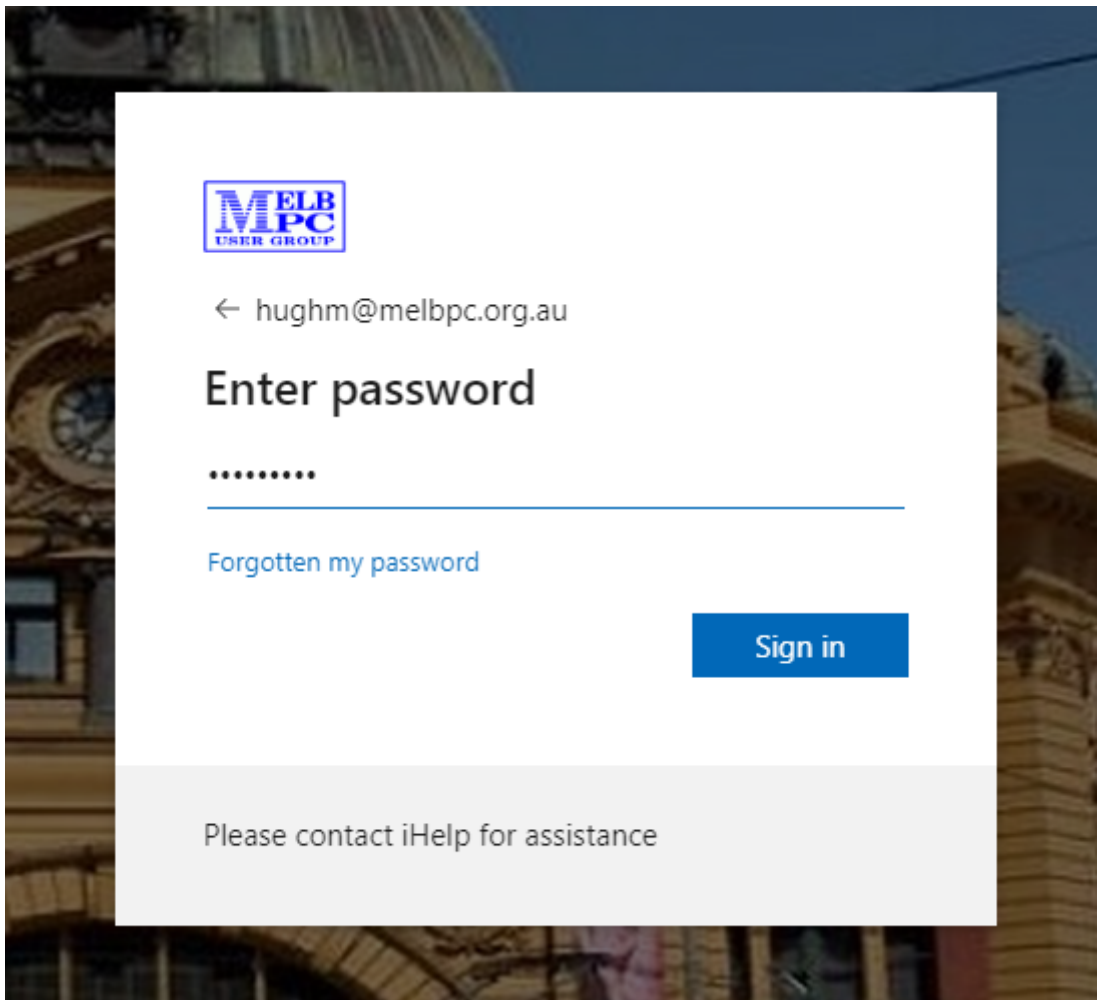 MELB
PC
USER GROUP
← hughm@melbpc.org.au
Enter password
•••••••••
Forgotten my password
Sign in
Please contact iHelp for assistance